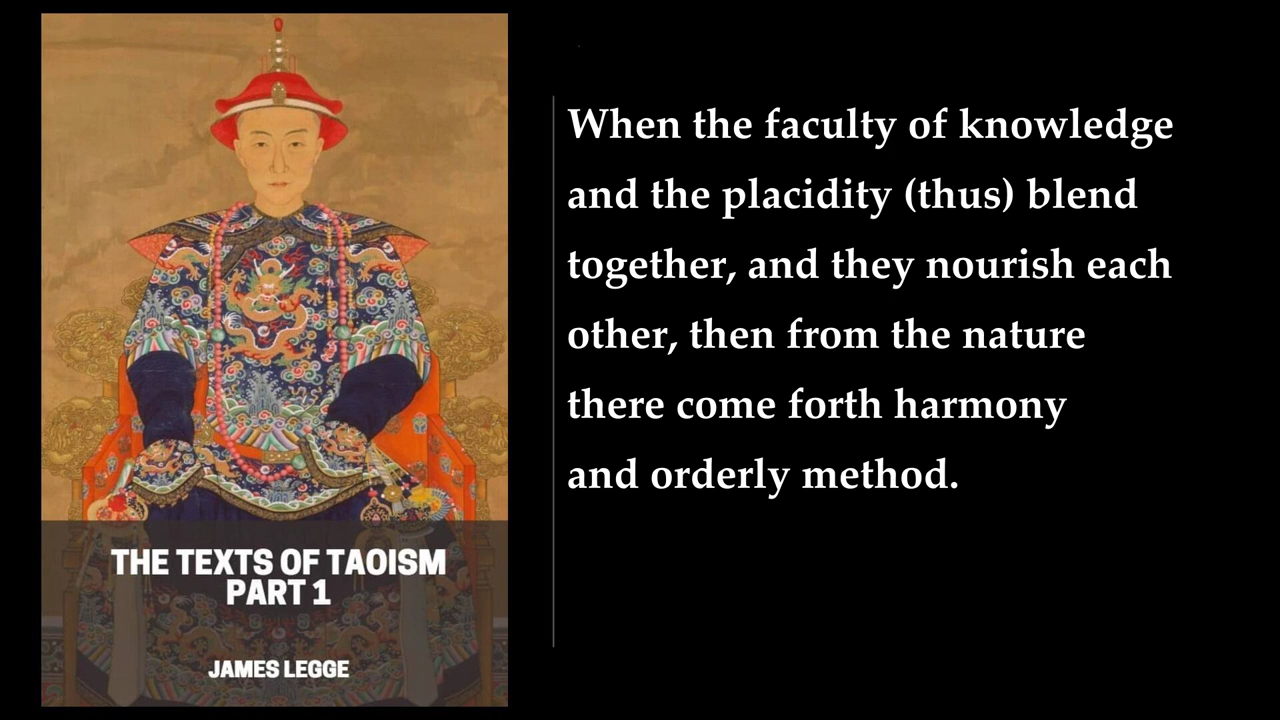 THE TEXTS OF TAOISM
PART 1
JAMES LEGGE
When the faculty of knowledge
and the placidity (thus) blend
together, and they nourish each
other, then from the nature
there come forth harmony
and orderly method.